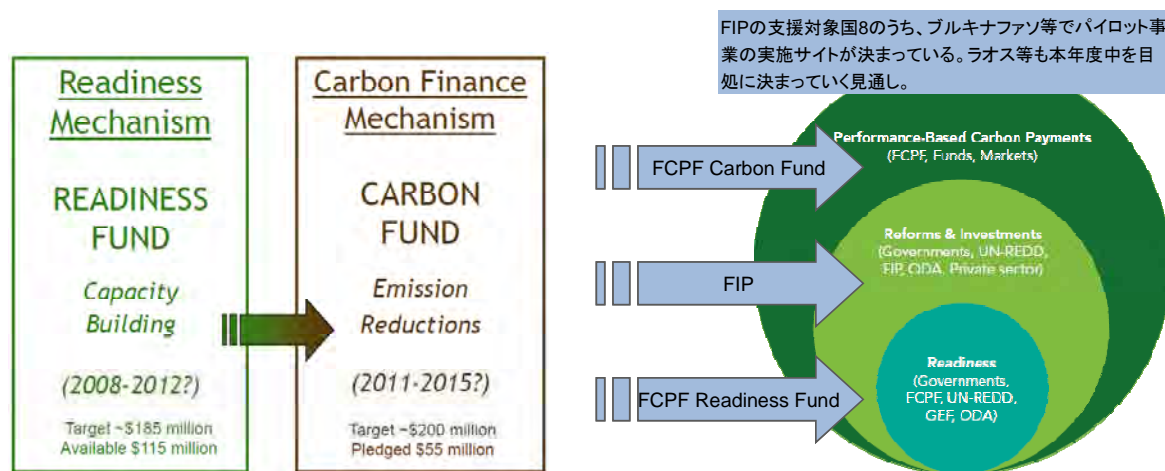 FIPの支援対象国8のうち、ブルキナファソ等でパイロット事
業の実施サイトが決まっている。ラオス等も本年度中を目
処に決まっていく見通し。
Readiness
Mechanism
READINESS
FUND
Capacity
Building
(2008-2012?)
Target ~$185 million
Available $115 million
Carbon Finance
Mechanism
CARBON
FUND
Emission
Reductions
(2011-2015?)
Target ~$200 million
Pledged $55 million
FCPF Carbon Fund
FIP
FCPF Readiness Fund
Performance-Based Carbon Payments
(FCPF, Funds, Markets)
Reforms & Investments
(Governments, UN-REDD,
FIP, ODA, Private sector)
Readiness
(Governments,
FCPF, UN-REDD,
GEF, ODA)